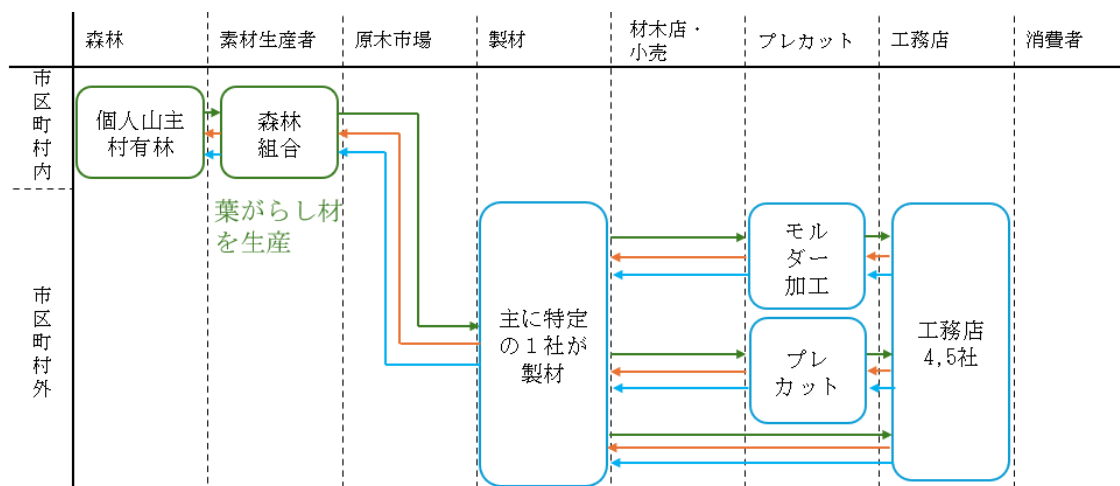 森林
素材生産者
原木市場
製材
材木店・
小売
プレカット
工務店
消費者
市
区
町
村
内
個人山主
村有林
森林
組合
葉がらし材
を生産
市
区
町
村
外
主に特定
の１社が
製材
モル
ダー
加工
プレ
カット
工務店
4,5社